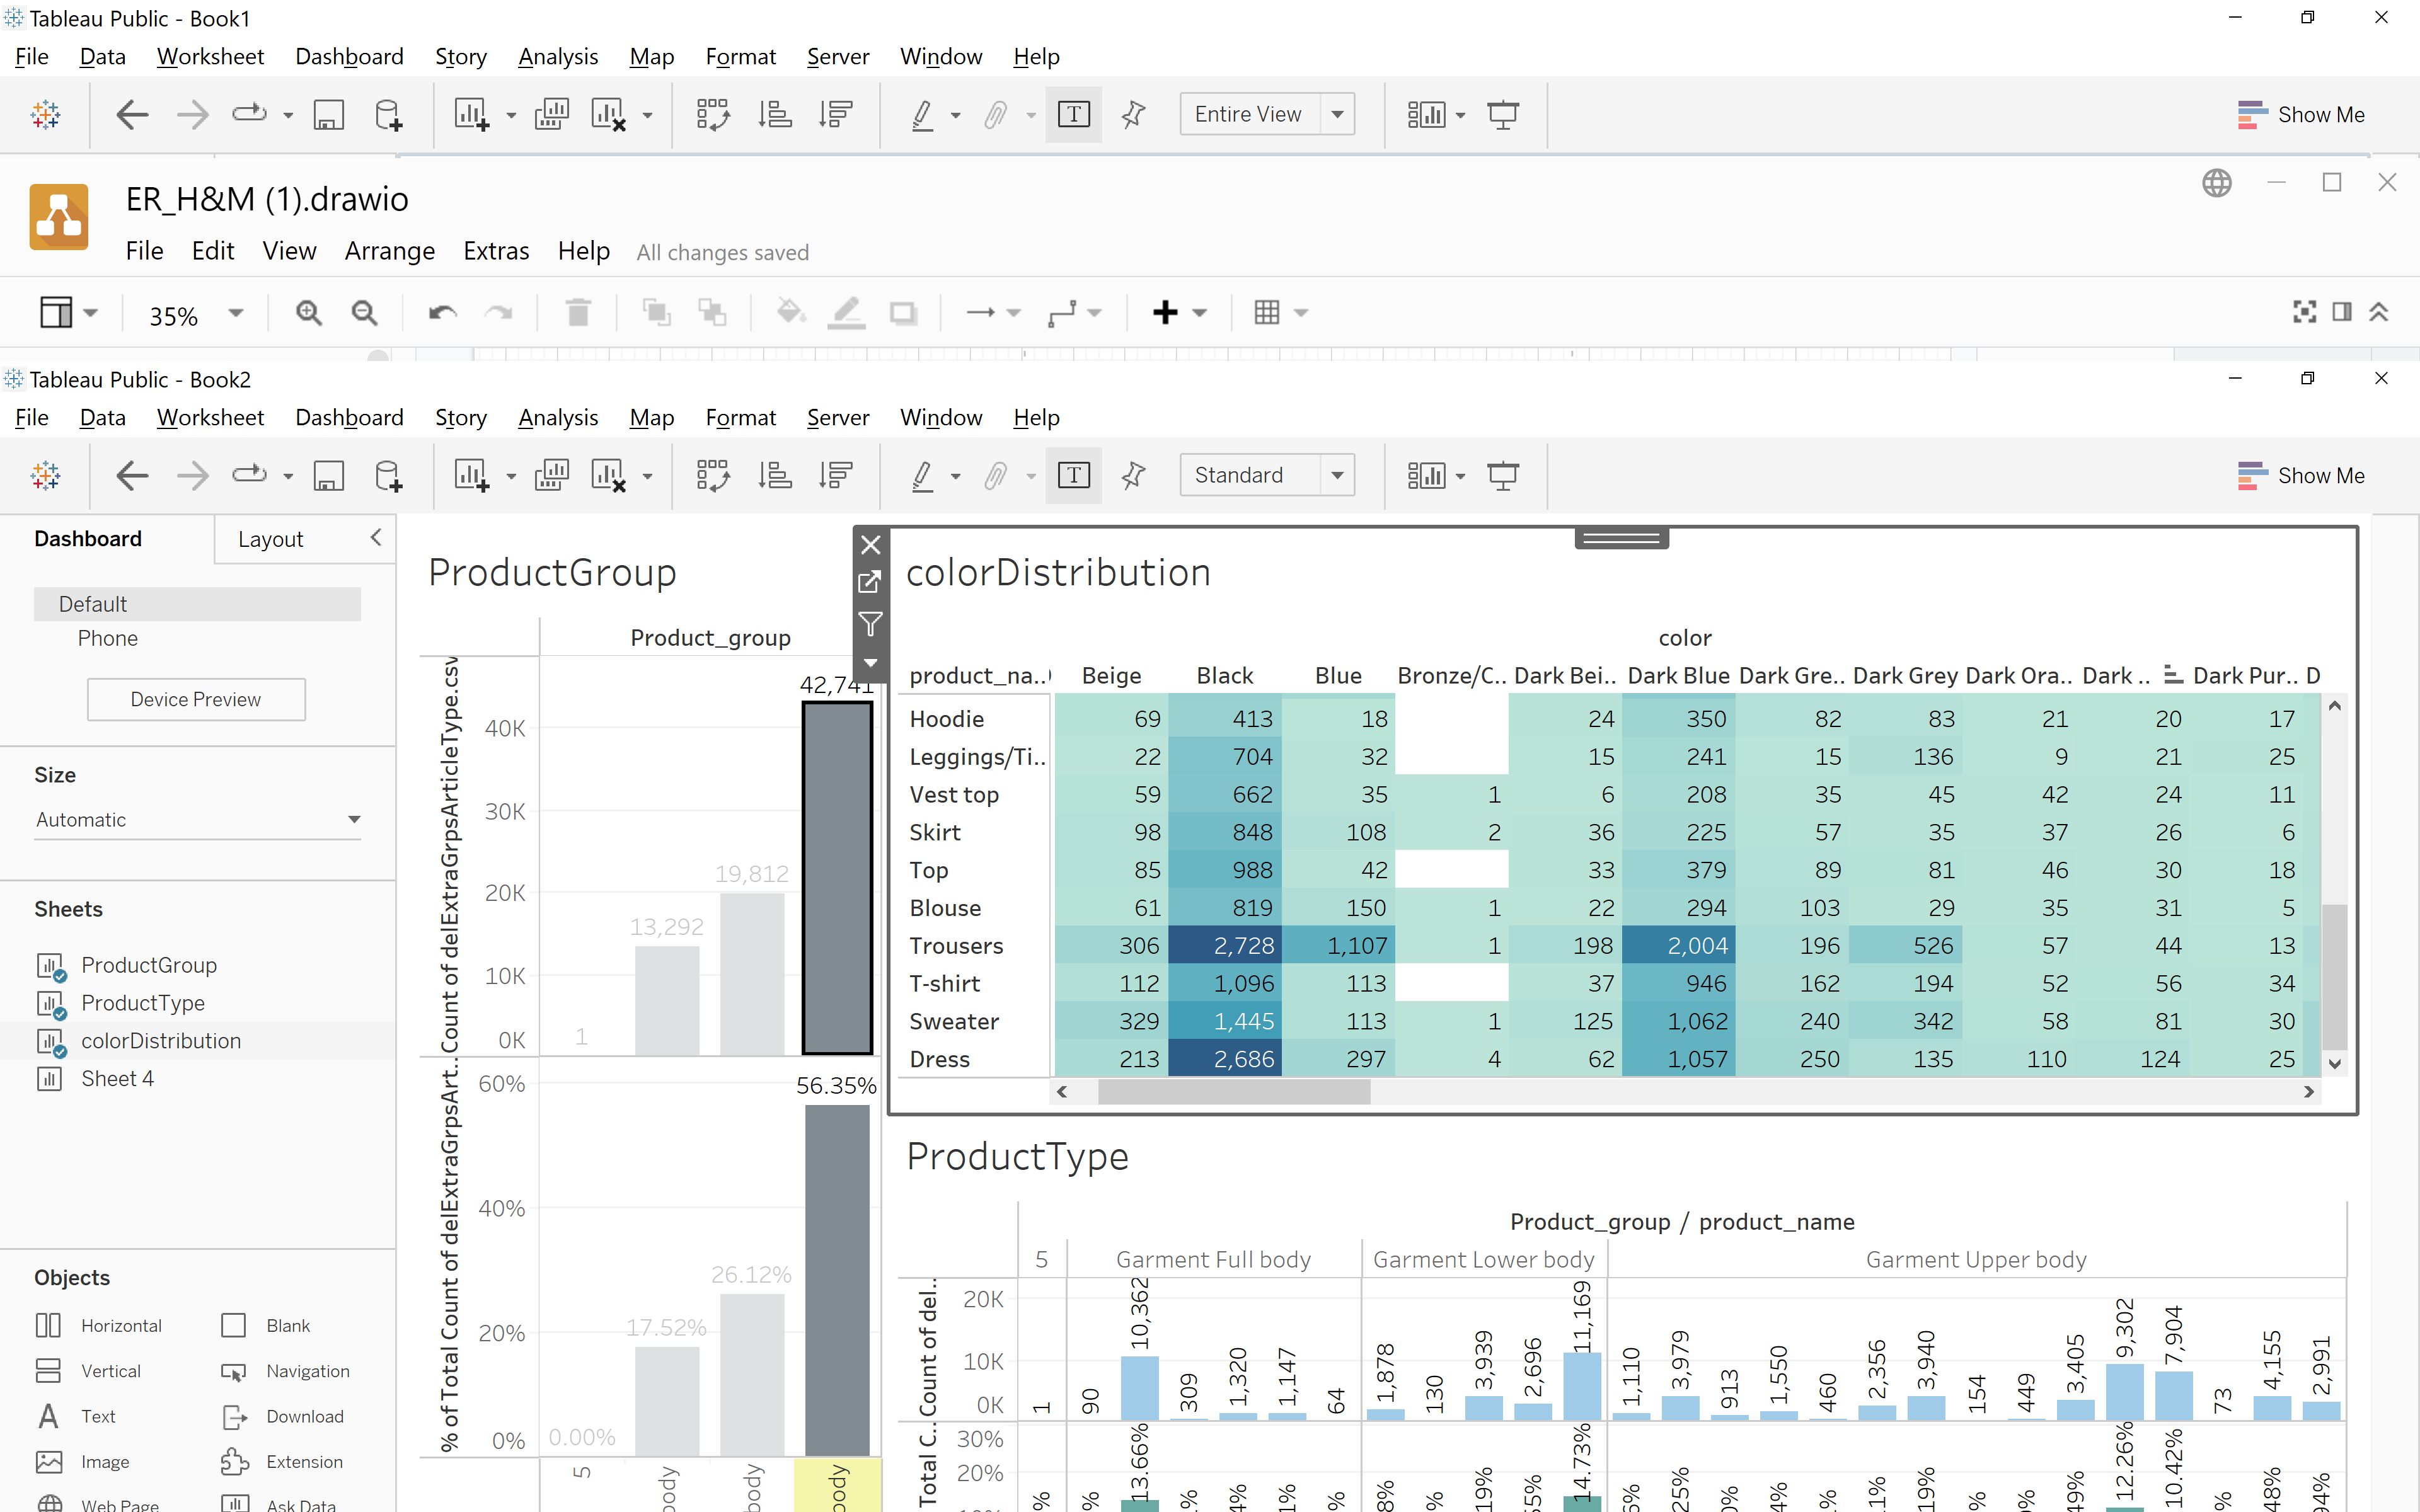 Tableau Public - Book1
File Data Worksheet Dashboard Story Analysis Map Format Server Window Help
Entire View
Show Me
ER_H&M (1).drawio
File Edit View Arrange Extras Help All changes saved
35%
Tableau Public - Book2
File Data Worksheet Dashboard Story Analysis Map Format Server Window Help
Standard
Show Me
Dashboard Layout
Default
Phone
Device Preview
Size
Automatic
Sheets
ProductGroup
ProductType
colorDistribution
Sheet 4
Objects
Horizontal Blank
Vertical Navigation
Text Download
Image Extension
Web Page Ask Data
ProductGroup
Product_group
Count of delExtraGrpsArticleType.csv
40K
30K
20K
10K
0K
1
13,292
19,812
42,741
% of Total Count of delExtraGrpsArt..
60%
40%
20%
0%
0.00%
17.52%
26.12%
56.35%
5
body
body
body
colorDistribution
color
product_na.. Beige Black Blue Bronze/C.. Dark Bei.. Dark Blue Dark Gre.. Dark Grey Dark Ora.. Dark .. Dark Pur.. D
Hoodie 69 413 18 24 350 82 83 21 20 17
Leggings/Ti.. 22 704 32 15 241 15 136 9 21 25
Vest top 59 662 35 1 6 208 35 45 42 24 11
Skirt 98 848 108 2 36 225 57 35 37 26 6
Top 85 988 42 33 379 89 81 46 30 18
Blouse 61 819 150 1 22 294 103 29 35 31 5
Trousers 306 2,728 1,107 1 198 2,004 196 526 57 44 13
T-shirt 112 1,096 113 37 946 162 194 52 56 34
Sweater 329 1,445 113 1 125 1,062 240 342 58 81 30
Dress 213 2,686 297 4 62 1,057 250 135 110 124 25
ProductType
Product_group / product_name
5 Garment Full body Garment Lower body Garment Upper body
Count of del..
20K
10K
0K
1 90 10,362 309 1,320 1,147 64 1,878 130 3,939 2,696 11,169 1,110 3,979 913 1,550 460 2,356 3,940 154 449 3,405 9,302 7,904 73 4,155 2,991
Total C..
30%
20%
13.66% 14.73% 12.26% 10.42%